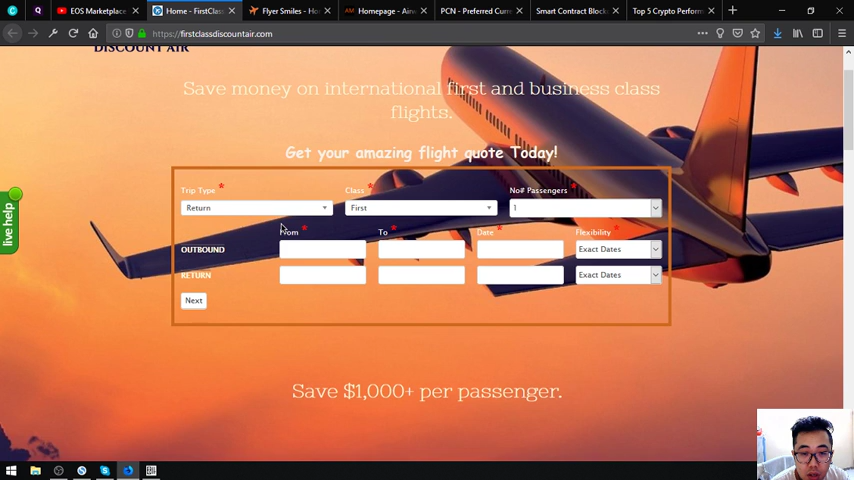 EOS Marketplace
Home - FirstClass
Flyer Smiles - Ho
Homepage - Airw
PCN - Preferred Curre
Smart Contract Blockc
Top 5 Crypto Perform
https://firstclassdiscountair.com
DISCOUNT AIR
Save money on international first and business class
flights.
Get your amazing flight quote Today!
Trip Type *
Class *
No# Passengers *
Return
First
1
From *
To *
Date *
Flexibility *
OUTBOUND
Exact Dates
RETURN
Exact Dates
Next
live help
Save $1,000+ per passenger.